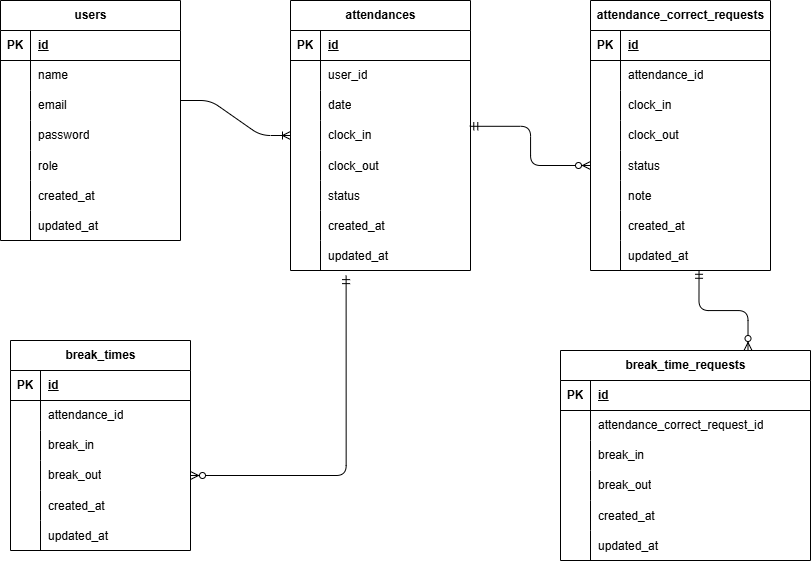 users
PK id
name
email
password
role
created_at
updated_at
attendances
PK id
user_id
date
clock_in
clock_out
status
created_at
updated_at
attendance_correct_requests
PK id
attendance_id
clock_in
clock_out
status
note
created_at
updated_at
break_times
PK id
attendance_id
break_in
break_out
created_at
updated_at
break_time_requests
PK id
attendance_correct_request_id
break_in
break_out
created_at
updated_at